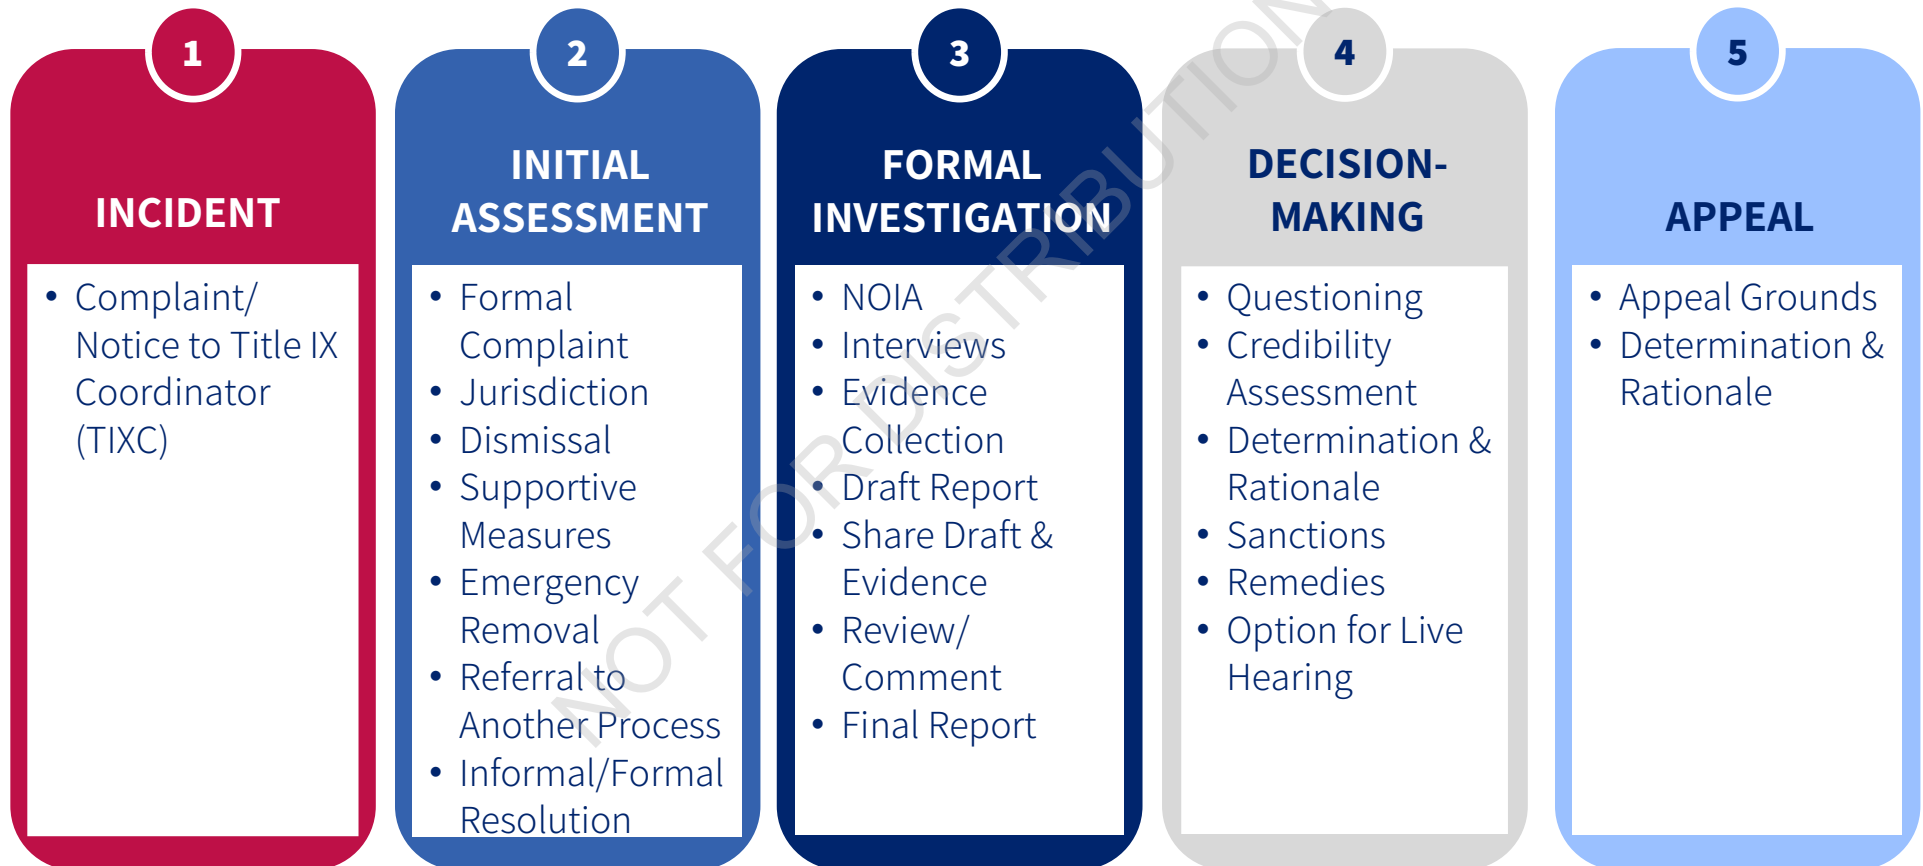 1
INCIDENT
• Complaint/
Notice to Title IX
Coordinator
(TIXC)
2
INITIAL
ASSESSMENT
• Formal
Complaint
• Jurisdiction
• Dismissal
• Supportive
Measures
• Emergency
Removal
• Referral to
Another Process
• Informal/Formal
Resolution
3
FORMAL
INVESTIGATION
• NOIA
• Interviews
• Evidence
Collection
• Draft Report
• Share Draft &
Evidence
• Review/
Comment
• Final Report
4
DECISION-
MAKING
• Questioning
• Credibility
Assessment
• Determination &
Rationale
• Sanctions
• Remedies
• Option for Live
Hearing
5
APPEAL
• Appeal Grounds
• Determination &
Rationale
NOT FOR DISTRIBUTION